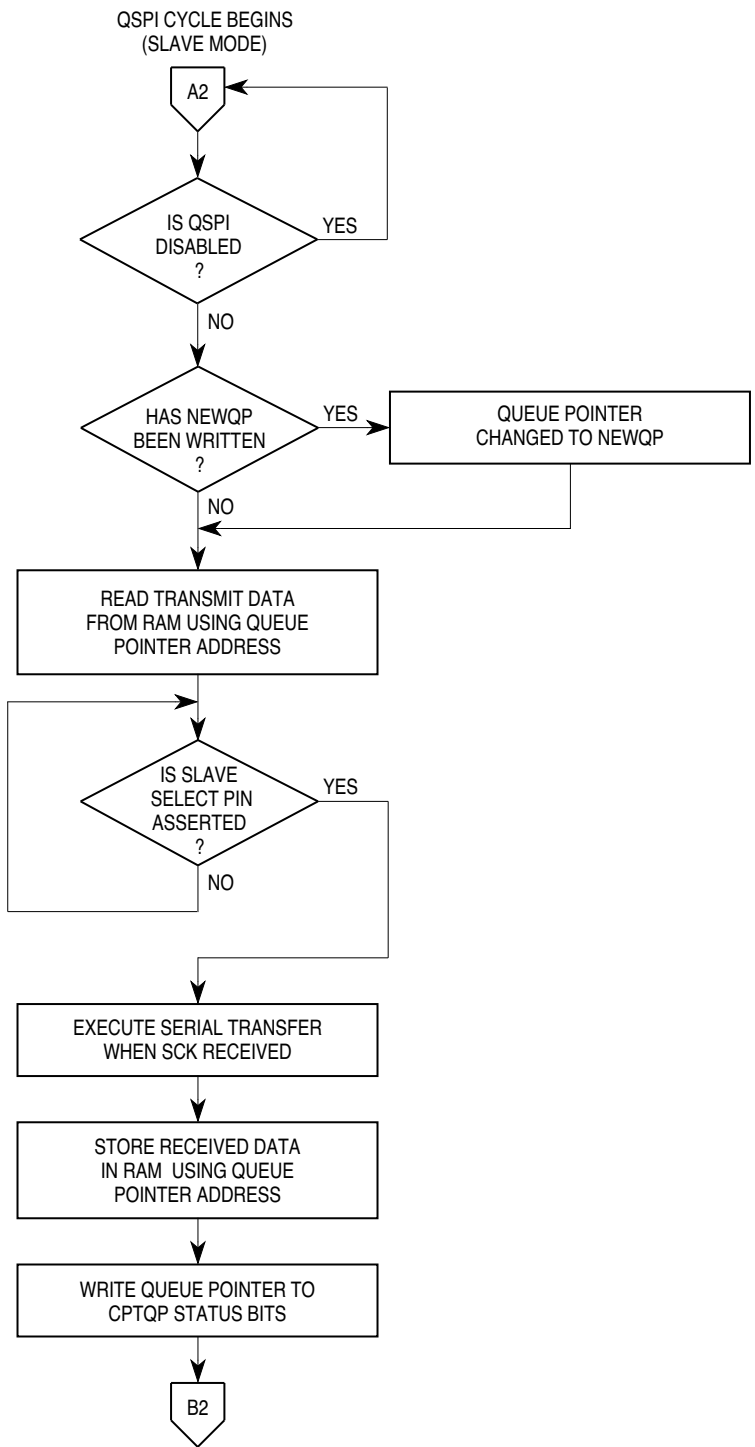 QSPI CYCLE BEGINS
(SLAVE MODE)
A2
IS QSPI
DISABLED
?
YES
NO
HAS NEWQP
BEEN WRITTEN
?
YES
QUEUE POINTER
CHANGED TO NEWQP
NO
READ TRANSMIT DATA
FROM RAM USING QUEUE
POINTER ADDRESS
IS SLAVE
SELECT PIN
ASSERTED
?
YES
NO
EXECUTE SERIAL TRANSFER
WHEN SCK RECEIVED
STORE RECEIVED DATA
IN RAM USING QUEUE
POINTER ADDRESS
WRITE QUEUE POINTER TO
CPTQP STATUS BITS
B2